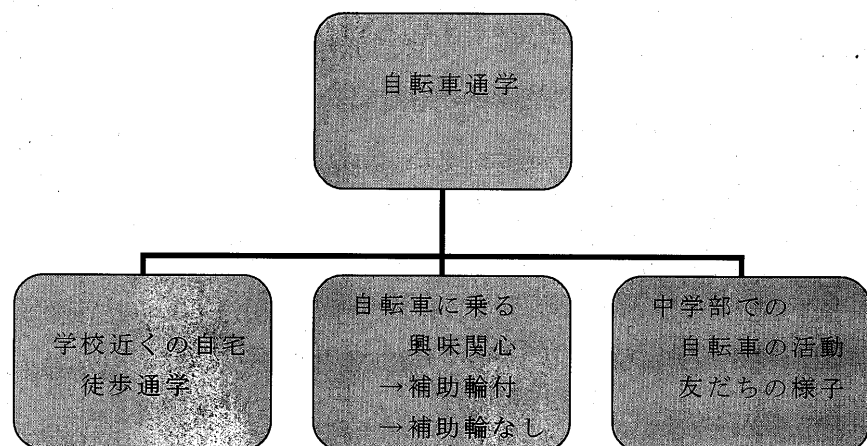 自転車通学
学校近くの自宅
徒歩通学
自転車に乗る
興味関心
→補助輪付
→補助輪なし
中学部での
自転車の活動
友だちの様子